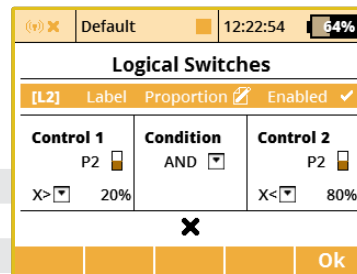 Default 12:22:54 64%
Logical Switches
[L2] Label Proportion Enabled
Control 1 Condition Control 2
P2 AND P2
X> 20% X< 80%
Ok